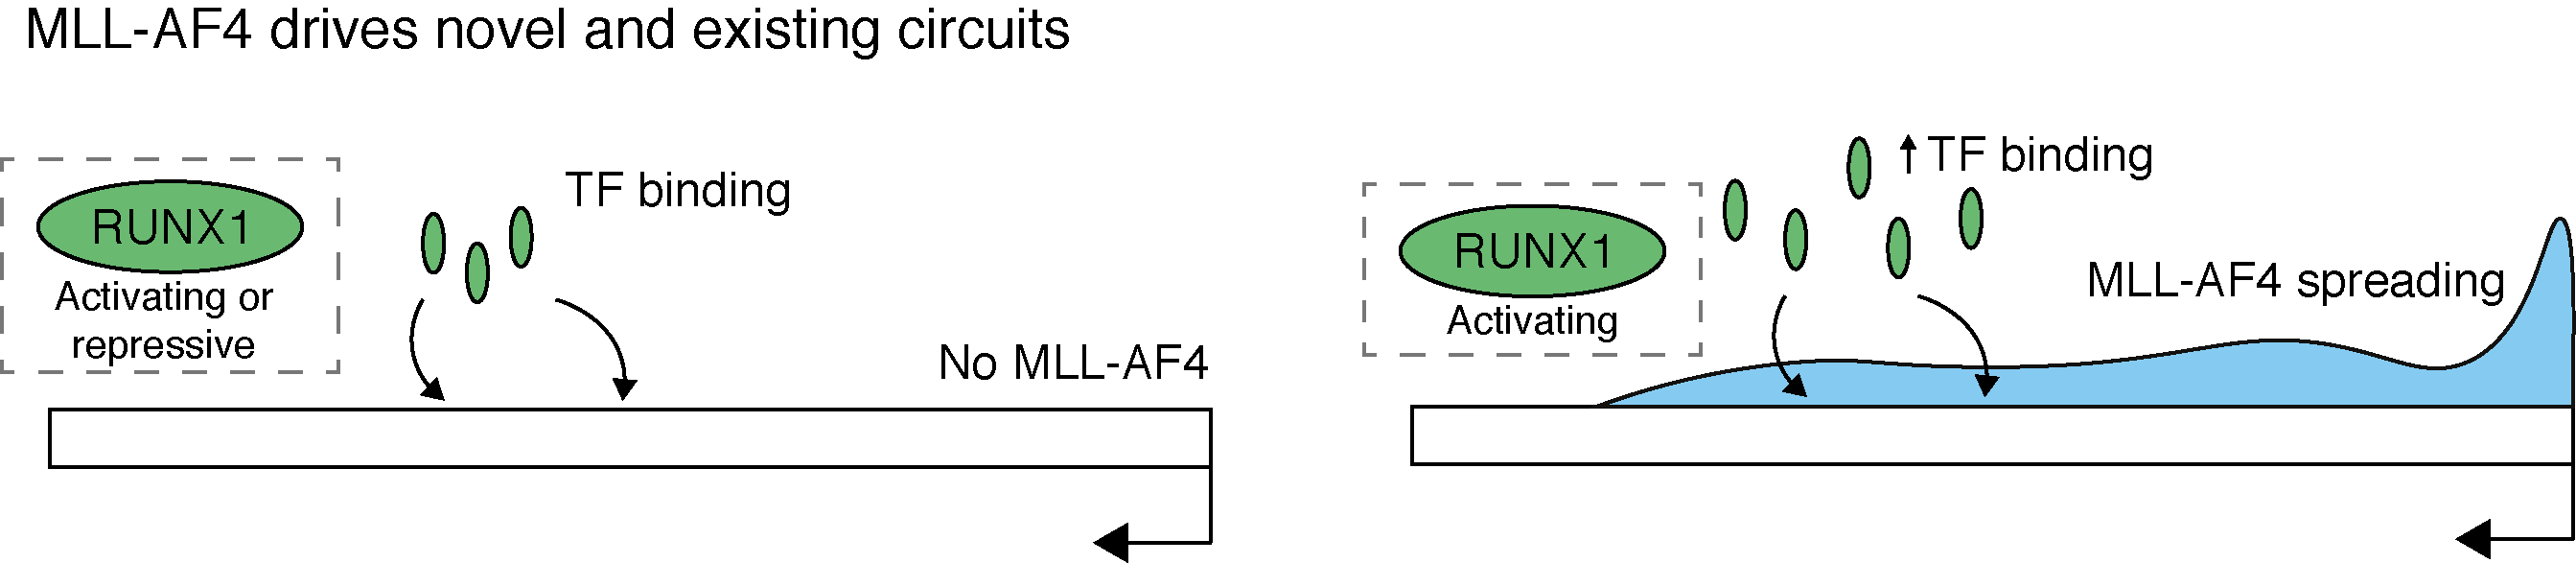 MLL-AF4 drives novel and existing circuits
RUNX1
Activating or
repressive
TF binding
No MLL-AF4
RUNX1
Activating
TF binding
MLL-AF4 spreading